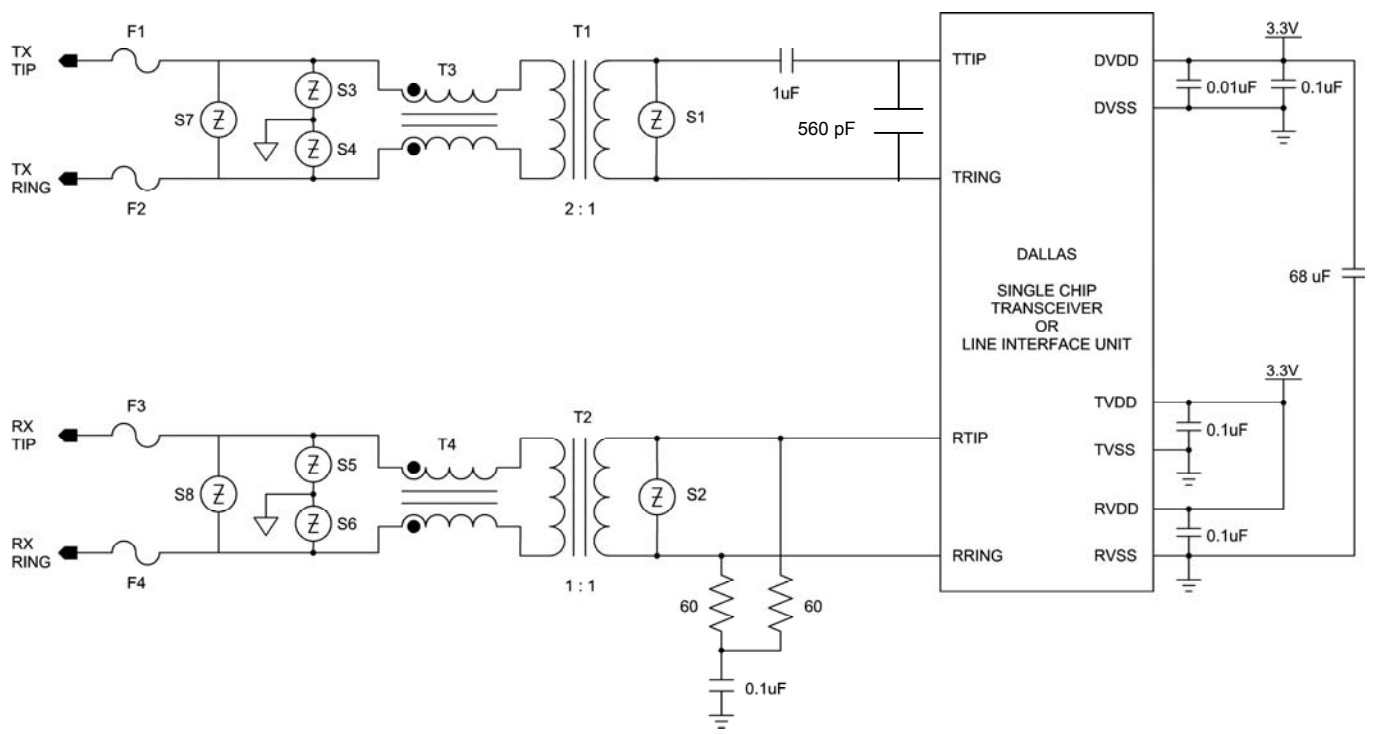 F1
TX
TIP
S7
S3
S4
T3
T1
S1
1uF
560 pF
TX
RING
F2
2 : 1
TTIP
TRING
DALLAS
SINGLE CHIP
TRANSCEIVER
OR
LINE INTERFACE UNIT
DVDD
DVSS
3.3V
0.01uF
0.1uF
68 uF
3.3V
TVDD
0.1uF
TVSS
RVDD
0.1uF
RVSS
F3
RX
TIP
S8
S5
S6
T4
T2
S2
RTIP
RRING
RX
RING
F4
1 : 1
60
60
0.1uF